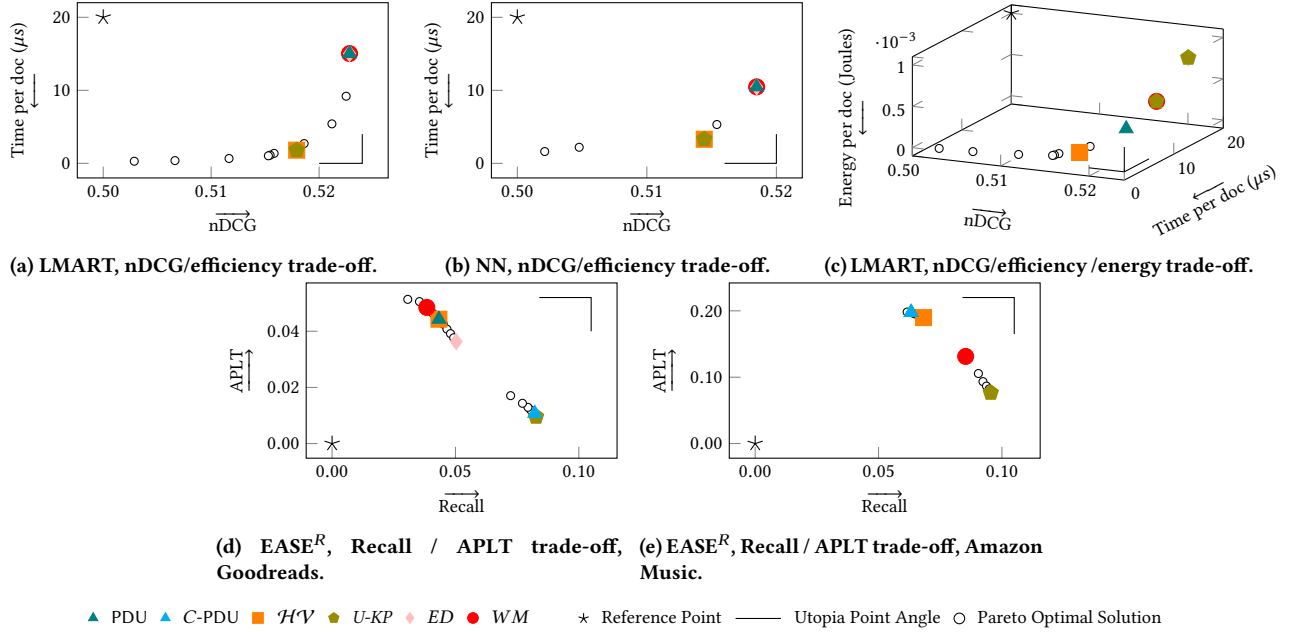 Time per doc (μs)
20
10
0
0.50
0.51
0.52
nDCG
(a) LMART, nDCG/efficiency trade-off.
Time per doc (μs)
20
10
0
0.50
0.51
0.52
nDCG
(b) NN, nDCG/efficiency trade-off.
Energy per doc (Joules)
·10⁻³
1
0.5
0
0.50
0.51
0.52
nDCG
0
10
20
Time per doc (μs)
(c) LMART, nDCG/efficiency /energy trade-off.
APLT
0.04
0.02
0.00
0.00
0.05
0.10
Recall
(d) EASEᴿ, Recall / APLT trade-off,
Goodreads.
APLT
0.20
0.10
0.00
0.00
0.05
0.10
Recall
(e) EASEᴿ, Recall / APLT trade-off, Amazon
Music.
PDU C-PDU HV U-KP ED WM Reference Point Utopia Point Angle Pareto Optimal Solution